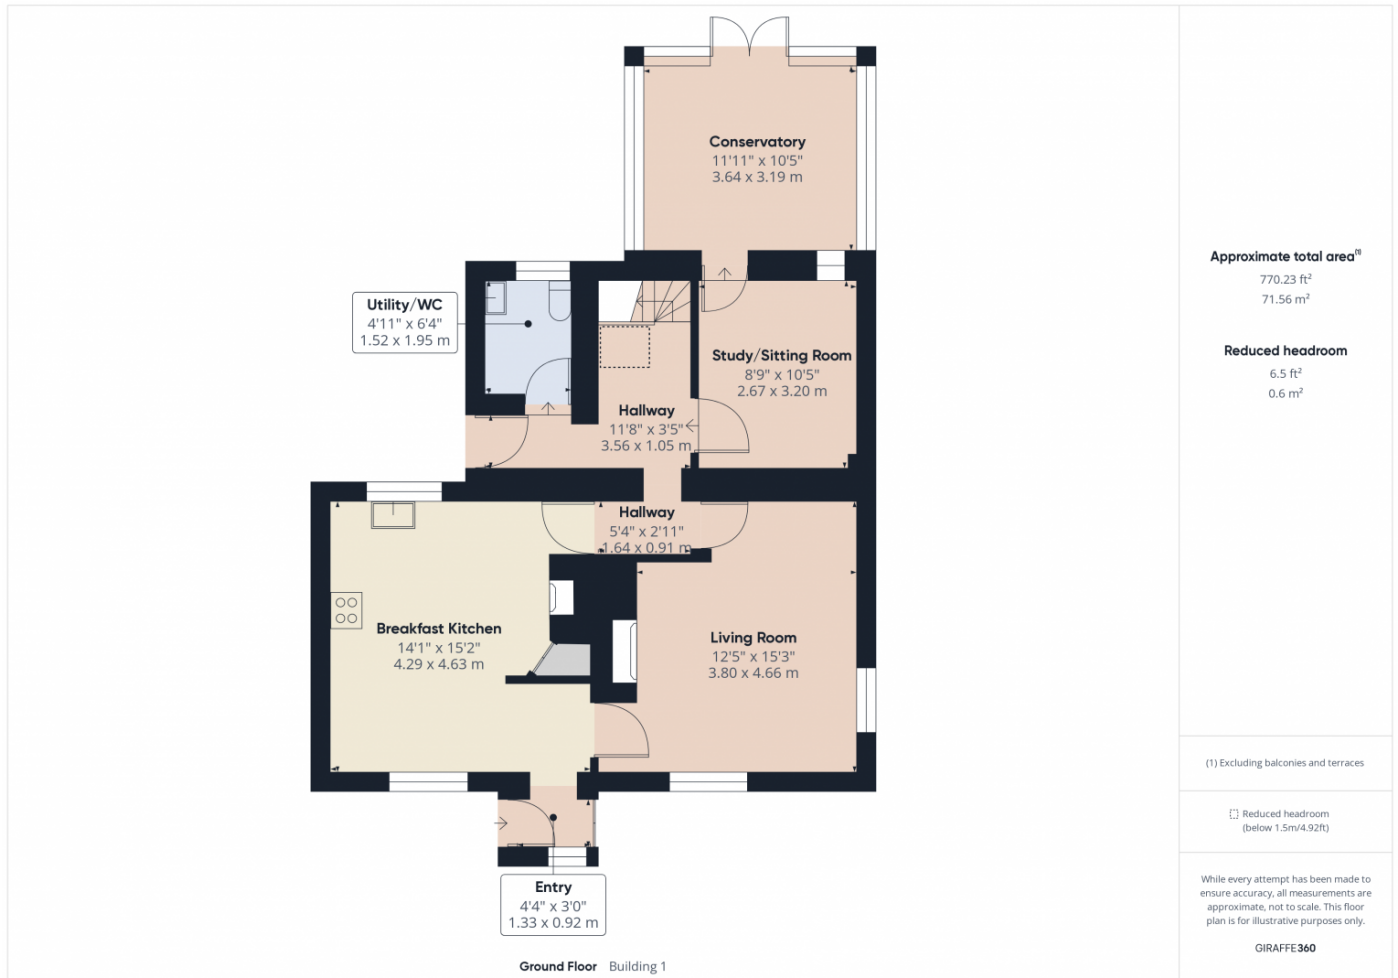 Conservatory
11'11" x 10'5"
3.64 x 3.19 m
Utility/WC
4'11" x 6'4"
1.52 x 1.95 m
Study/Sitting Room
8'9" x 10'5"
2.67 x 3.20 m
Hallway
11'8" x 3'5"
3.56 x 1.05 m
Hallway
5'4" x 2'11"
1.64 x 0.91 m
Breakfast Kitchen
14'1" x 15'2"
4.29 x 4.63 m
Living Room
12'5" x 15'3"
3.80 x 4.66 m
Entry
4'4" x 3'0"
1.33 x 0.92 m
Ground Floor Building 1
Approximate total area⁽¹⁾
770.23 ft²
71.56 m²
Reduced headroom
6.5 ft²
0.6 m²
(1) Excluding balconies and terraces
Reduced headroom
(below 1.5m/4.92ft)
While every attempt has been made to
ensure accuracy, all measurements are
approximate, not to scale. This floor
plan is for illustrative purposes only.
GIRAFFE360